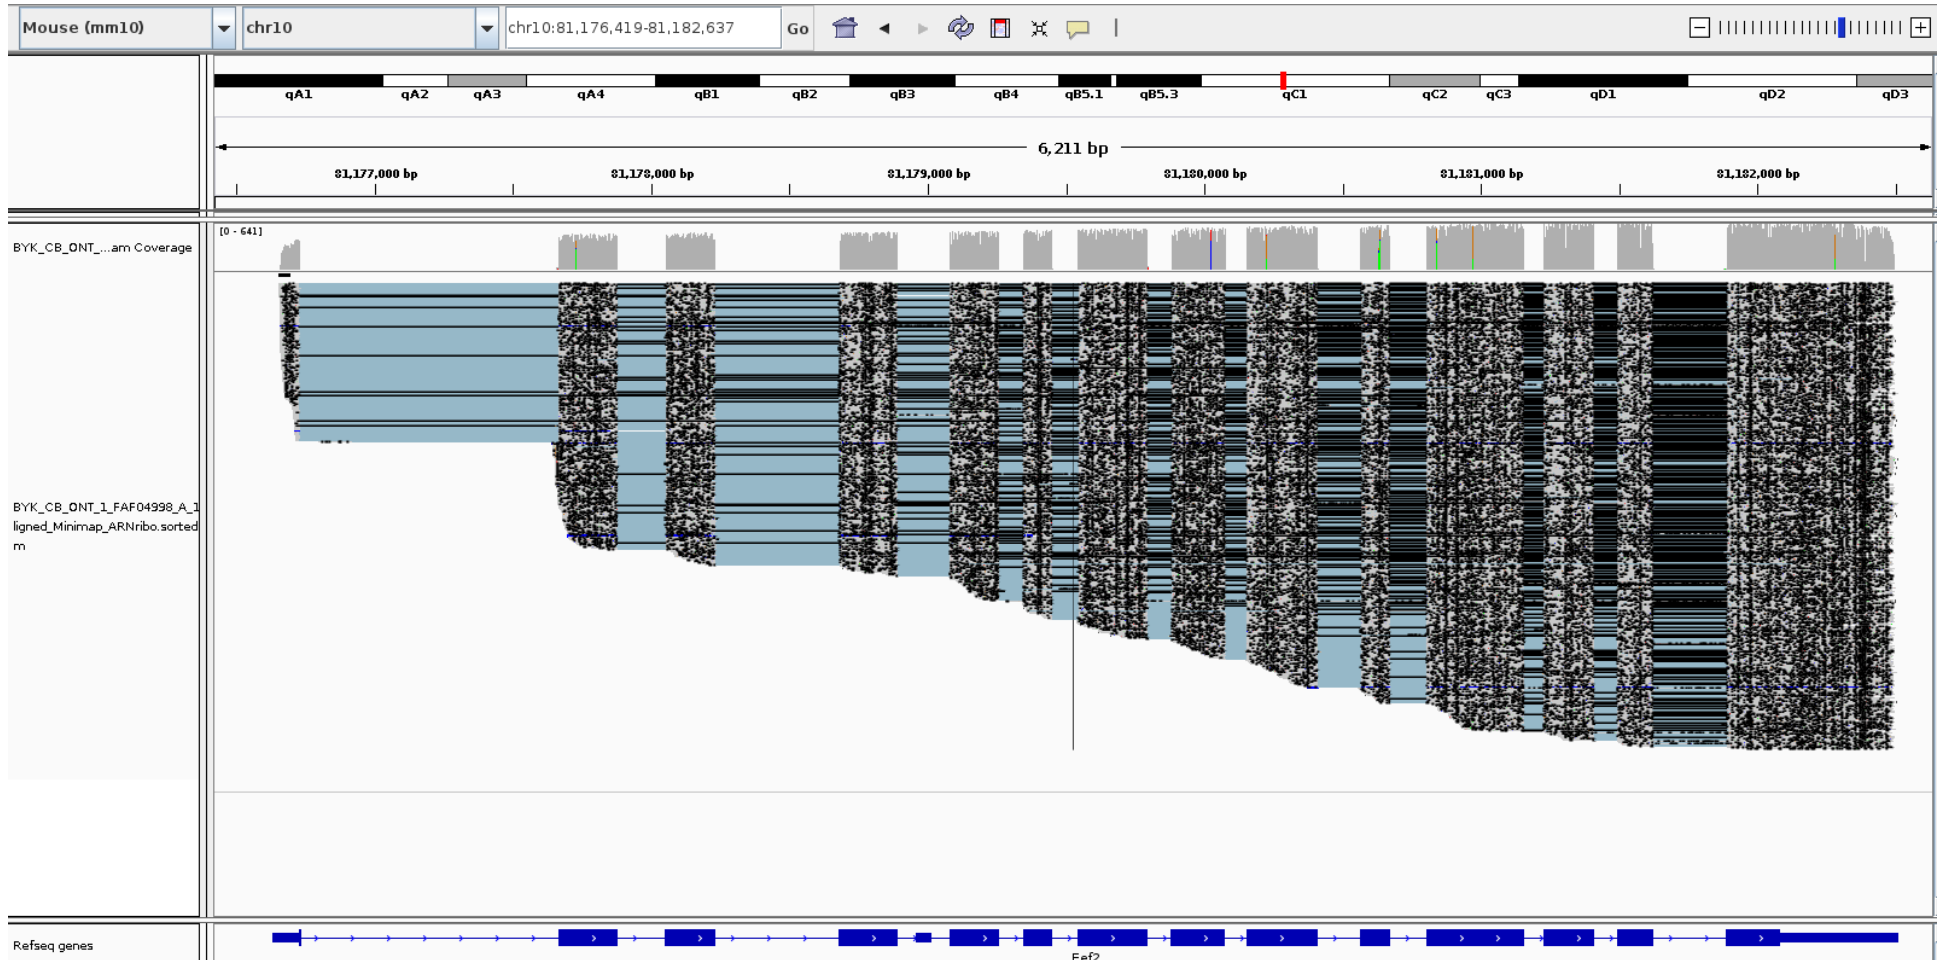 Mouse (mm10) chr10 chr10:81,176,419-81,182,637 Go
qA1 qA2 qA3 qA4 qB1 qB2 qB3 qB4 qB5.1 qB5.3 qC1 qC2 qC3 qD1 qD2 qD3
6,211 bp
81,177,000 bp 81,178,000 bp 81,179,000 bp 81,180,000 bp 81,181,000 bp 81,182,000 bp
[0 - 641]
BYK_CB_ONT_...am Coverage
BYK_CB_ONT_1_FAF04998_A_1
ligned_Minimap_ARNribo.sorted
m
Refseq genes
Eef2